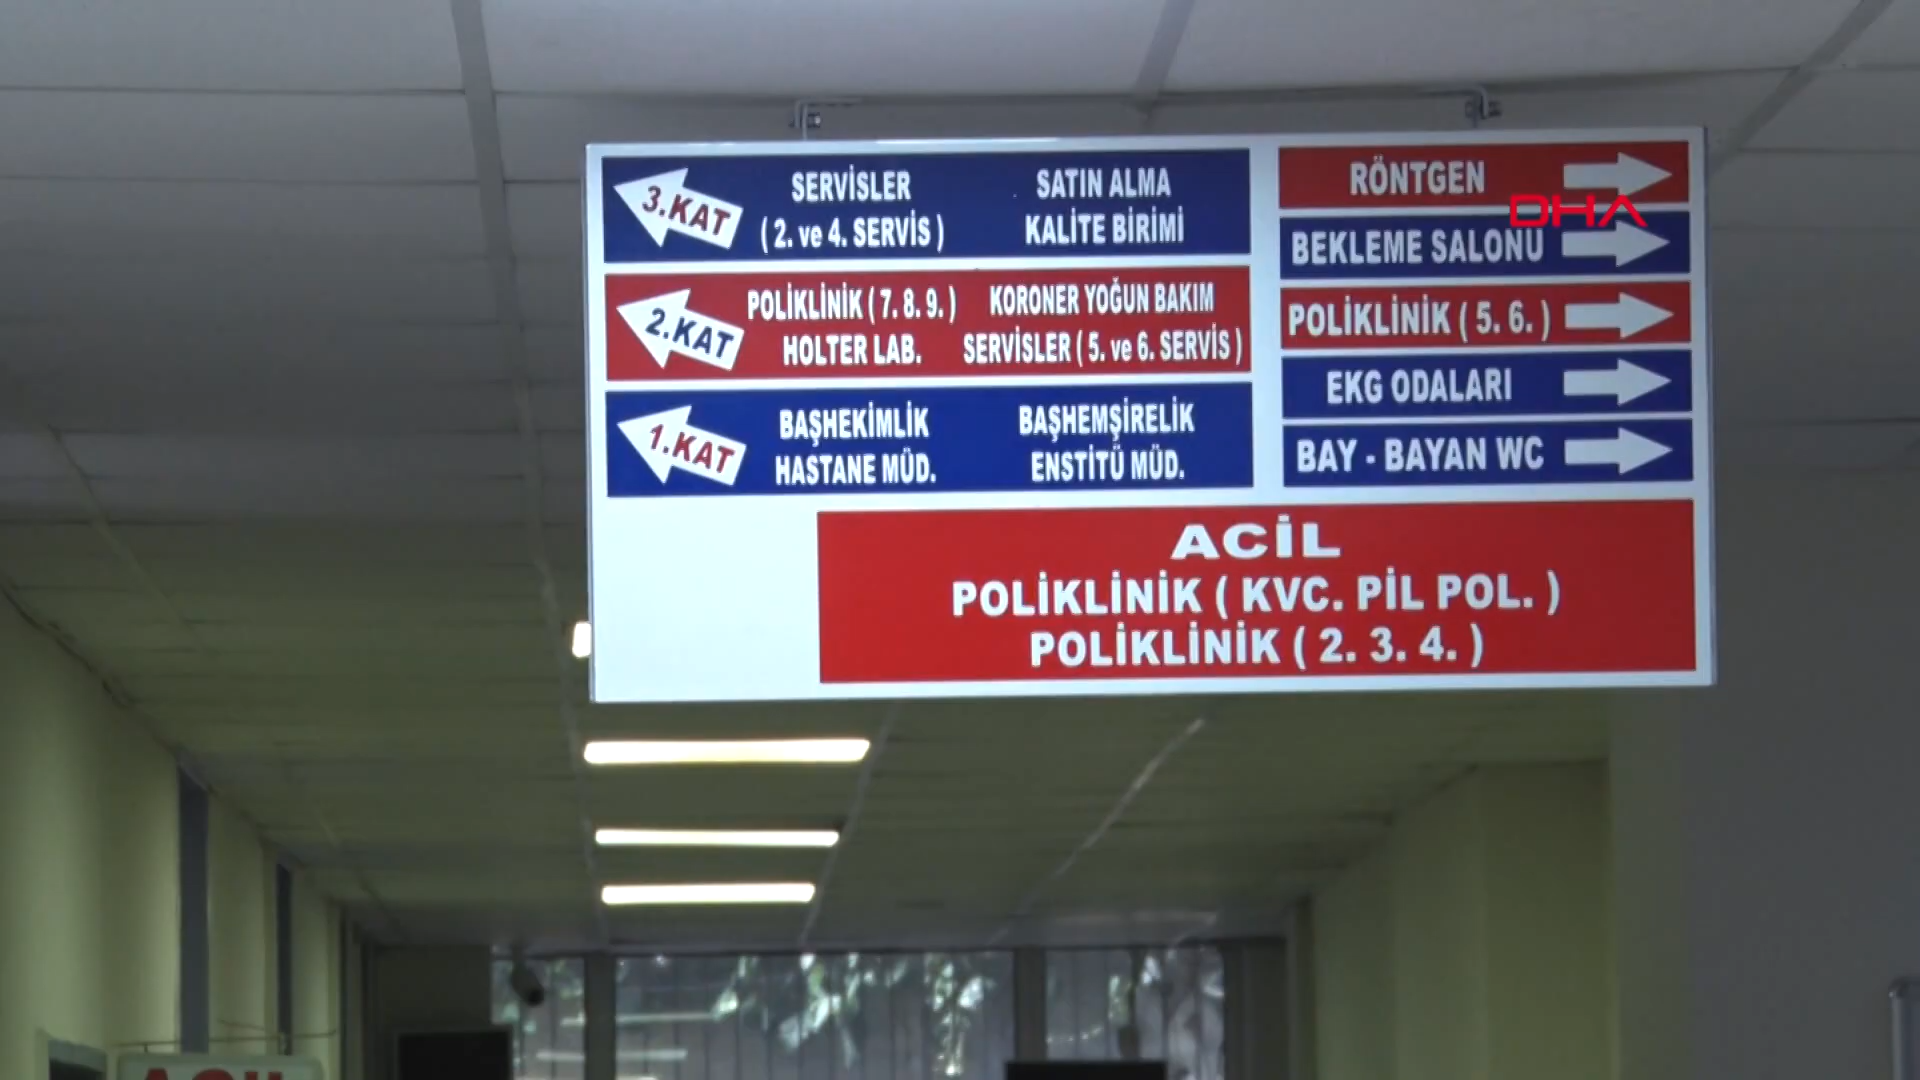 3.KAT
SERVİSLER
( 2. ve 4. SERVİS )
SATIN ALMA
KALİTE BİRİMİ
2.KAT
POLİKLİNİK ( 7. 8. 9. )
HOLTER LAB.
KORONER YOĞUN BAKIM
SERVİSLER ( 5. ve 6. SERVİS )
1.KAT
BAŞHEKİMLİK
HASTANE MÜD.
BAŞHEMŞİRELİK
ENSTİTÜ MÜD.
RÖNTGEN
DHA
BEKLEME SALONU
POLİKLİNİK ( 5. 6. )
EKG ODALARI
BAY - BAYAN WC
ACİL
POLİKLİNİK ( KVC. PİL POL. )
POLİKLİNİK ( 2. 3. 4. )